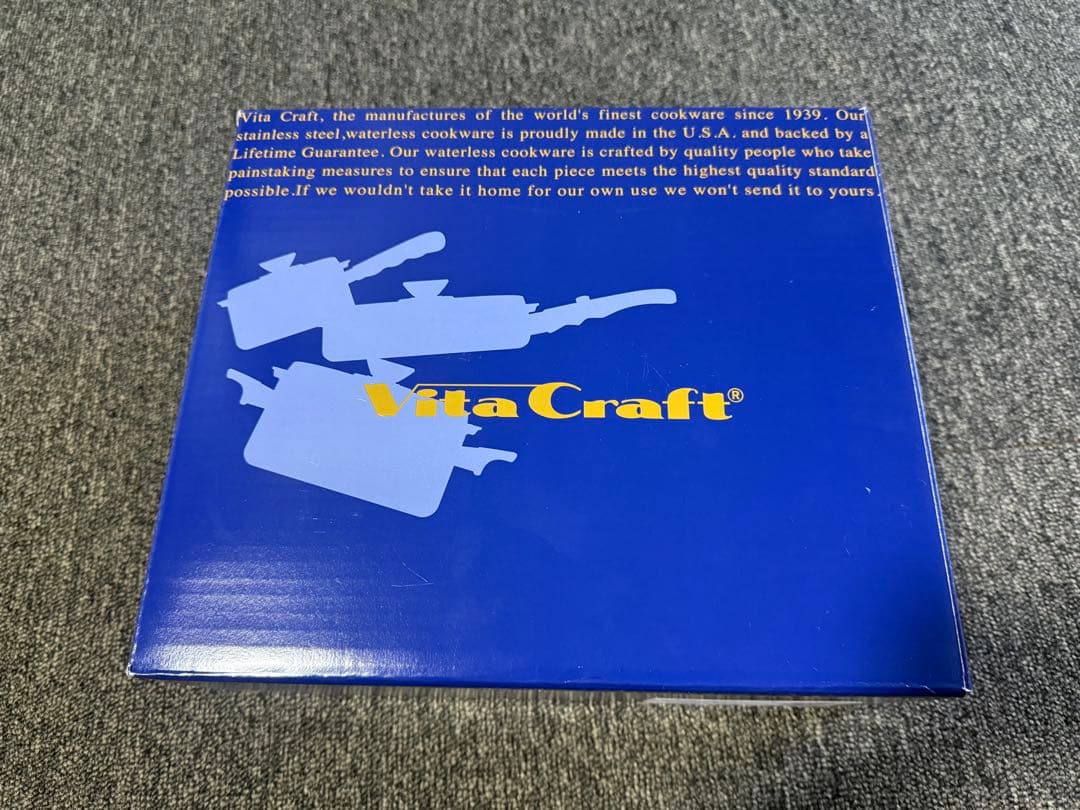 Vita Craft, the manufactures of the world's finest cookware since 1939. Our
stainless steel,waterless cookware is proudly made in the U.S.A. and backed by a
Lifetime Guarantee. Our waterless cookware is crafted by quality people who take
painstaking measures to ensure that each piece meets the highest quality standard
possible.If we wouldn't take it home for our own use we won't send it to yours.
Vita Craft®